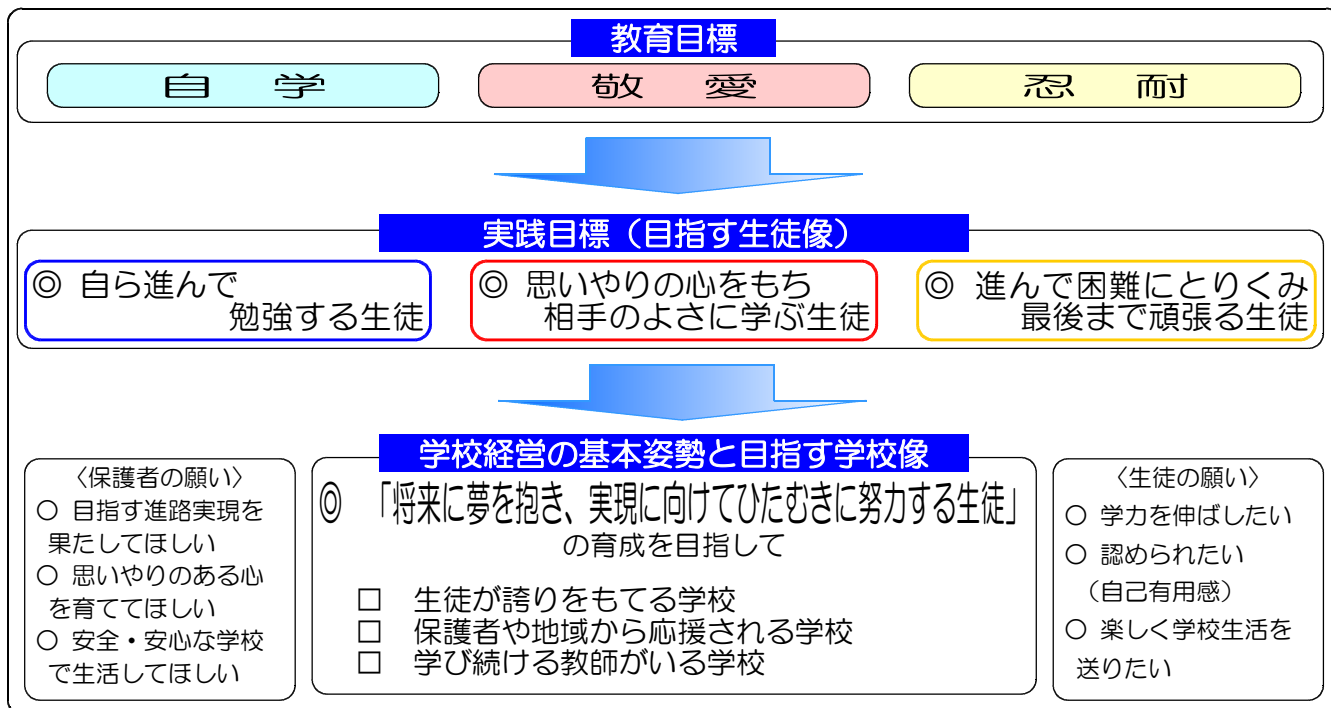 教育目標
自　学
敬　愛
忍　耐
実践目標（目指す生徒像）
◎ 自ら進んで
勉強する生徒
◎ 思いやりの心をもち
相手のよさに学ぶ生徒
◎ 進んで困難にとりくみ
最後まで頑張る生徒
学校経営の基本姿勢と目指す学校像
〈保護者の願い〉
○ 目指す進路実現を
果たしてほしい
○ 思いやりのある心
を育ててほしい
○ 安全・安心な学校
で生活してほしい
◎ 「将来に夢を抱き、実現に向けてひたむきに努力する生徒」
の育成を目指して
□ 生徒が誇りをもてる学校
□ 保護者や地域から応援される学校
□ 学び続ける教師がいる学校
〈生徒の願い〉
○ 学力を伸ばしたい
○ 認められたい
（自己有用感）
○ 楽しく学校生活を
送りたい